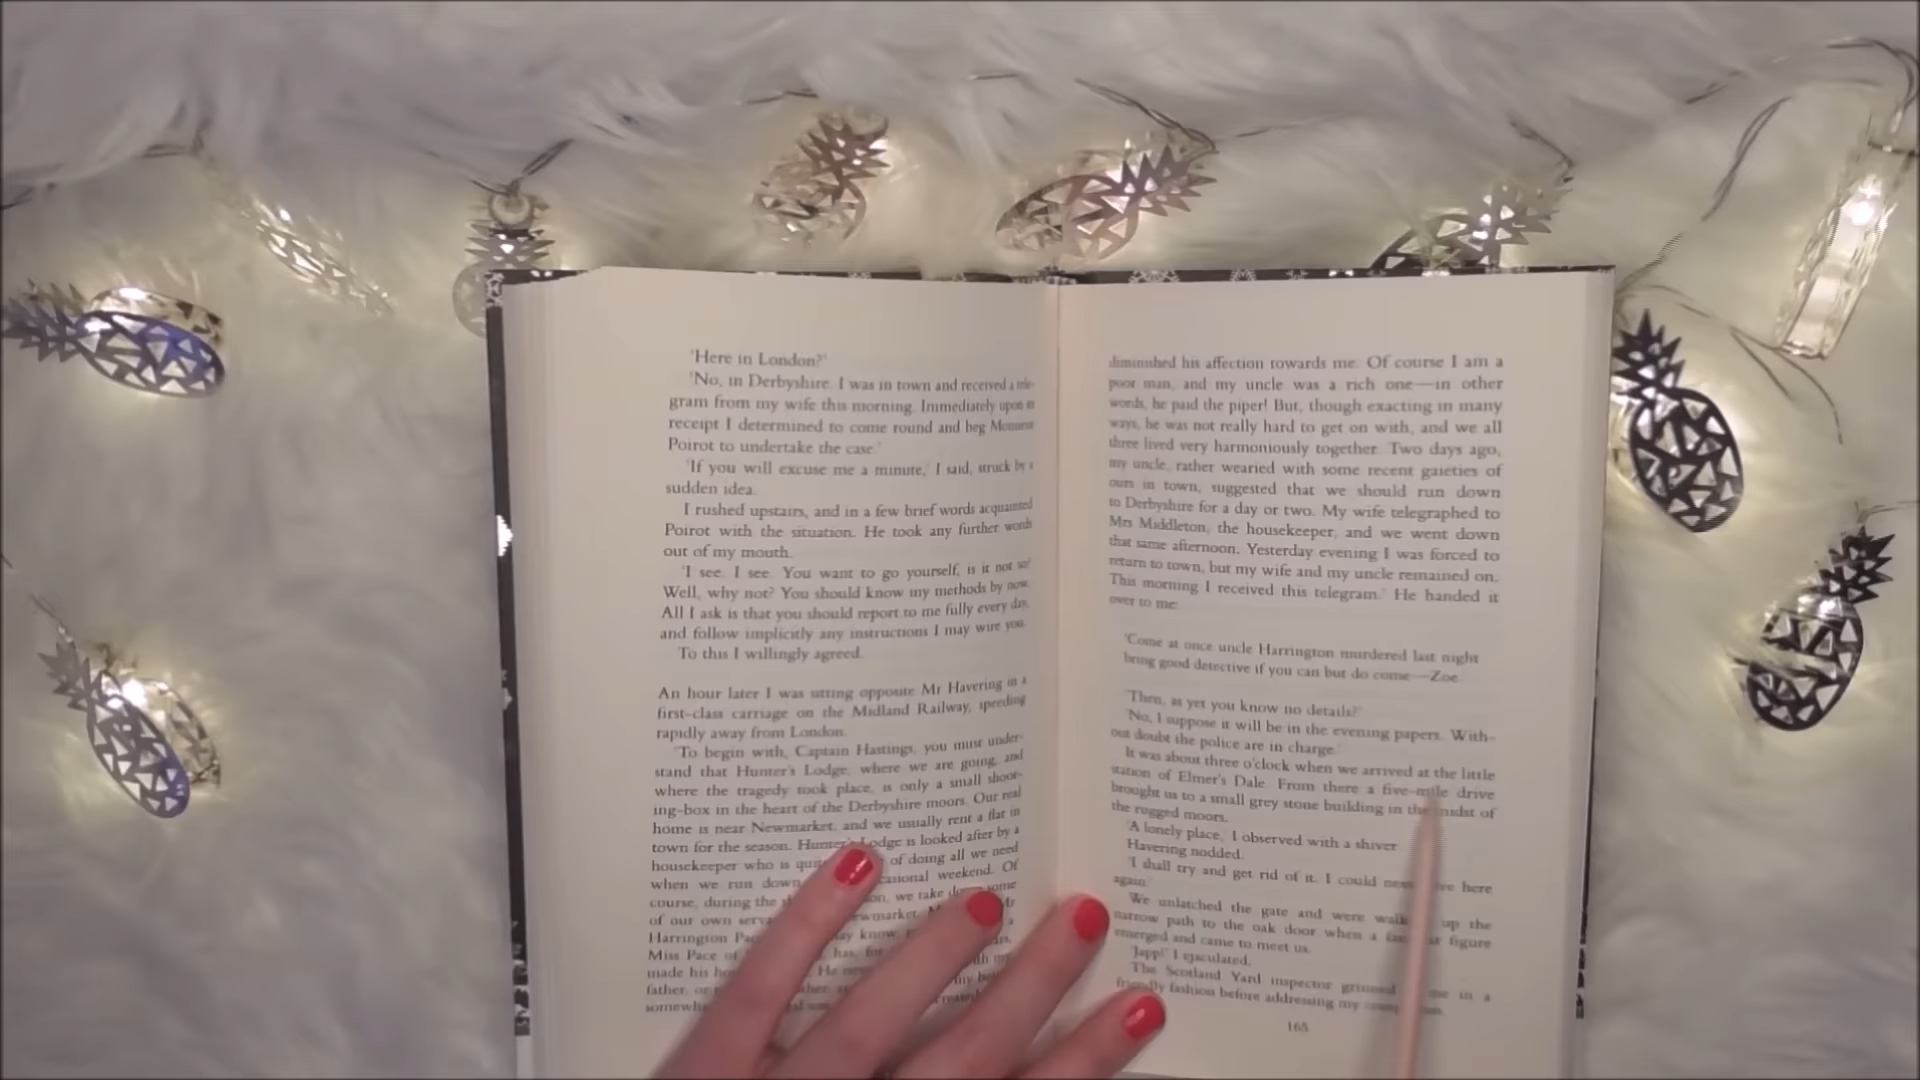 'Here in London?'
'No, in Derbyshire. I was in town and received a tele-
gram from my wife this morning. Immediately upon its
receipt I determined to come round and beg Monsieur
Poirot to undertake the case.'
'If you will excuse me a minute,' I said, struck by a
sudden idea.
I rushed upstairs, and in a few brief words acquainted
Poirot with the situation. He took any further words
out of my mouth.
'I see. I see. You want to go yourself, is it not so?
Well, why not? You should know my methods by now.
All I ask is that you should report to me fully every day,
and follow implicitly any instructions I may wire you.'
To this I willingly agreed.
An hour later I was sitting opposite Mr Havering in a
first-class carriage on the Midland Railway, speeding
rapidly away from London.
'To begin with, Captain Hastings, you must under-
stand that Hunter's Lodge, where we are going, and
where the tragedy took place, is only a small shoot-
ing-box in the heart of the Derbyshire moors. Our real
home is near Newmarket, and we usually rent a flat in
town for the season. Hunter's Lodge is looked after by a
housekeeper who is of doing all we need
when we run down weekend. Of
course, during the we take some
of our own Mr
Harrington know a
Miss Pace of has, for
made his He my
father, or
diminished his affection towards me. Of course I am a
poor man, and my uncle was a rich one—in other
words, he paid the piper! But, though exacting in many
ways, he was not really hard to get on with, and we all
three lived very harmoniously together. Two days ago,
my uncle, rather wearied with some recent gaieties of
ours in town, suggested that we should run down
to Derbyshire for a day or two. My wife telegraphed to
Mrs Middleton, the housekeeper, and we went down
that same afternoon. Yesterday evening I was forced to
return to town, but my wife and my uncle remained on.
This morning I received this telegram.' He handed it
over to me:
'Come at once uncle Harrington murdered last night
bring good detective if you can but do come—Zoe
'Then, as yet you know no details?'
'No, I suppose it will be in the evening papers. With-
out doubt the police are in charge.'
It was about three o'clock when we arrived at the little
station of Elmer's Dale. From there a five-mile drive
brought us to a small grey stone building in the midst of
the rugged moors.
'A lonely place,' I observed with a shiver
Havering nodded.
'I shall try and get rid of it. I could live here
again.'
We unlatched the gate and were up the
narrow path to the oak door when a figure
emerged and came to meet us.
'Japp!' I ejaculated.
The Scotland Yard inspector grinned in a
friendly fashion before addressing my
165